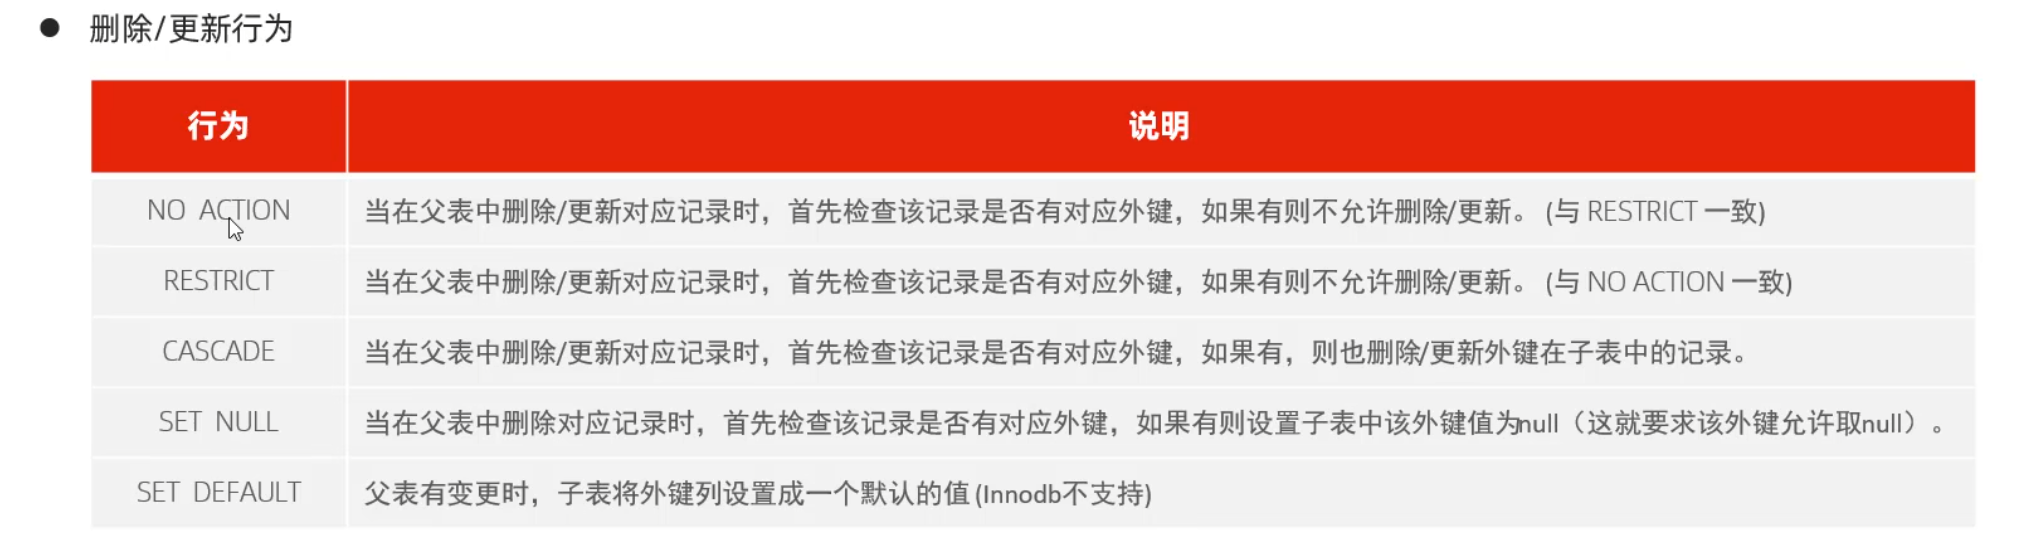 ● 删除/更新行为
行为 说明
NO ACTION 当在父表中删除/更新对应记录时，首先检查该记录是否有对应外键，如果有则不允许删除/更新。 (与 RESTRICT 一致)
RESTRICT 当在父表中删除/更新对应记录时，首先检查该记录是否有对应外键，如果有则不允许删除/更新。 (与 NO ACTION 一致)
CASCADE 当在父表中删除/更新对应记录时，首先检查该记录是否有对应外键，如果有，则也删除/更新外键在子表中的记录。
SET NULL 当在父表中删除对应记录时，首先检查该记录是否有对应外键，如果有则设置子表中该外键值为null（这就要求该外键允许取null）。
SET DEFAULT 父表有变更时，子表将外键列设置成一个默认的值 (Innodb不支持)